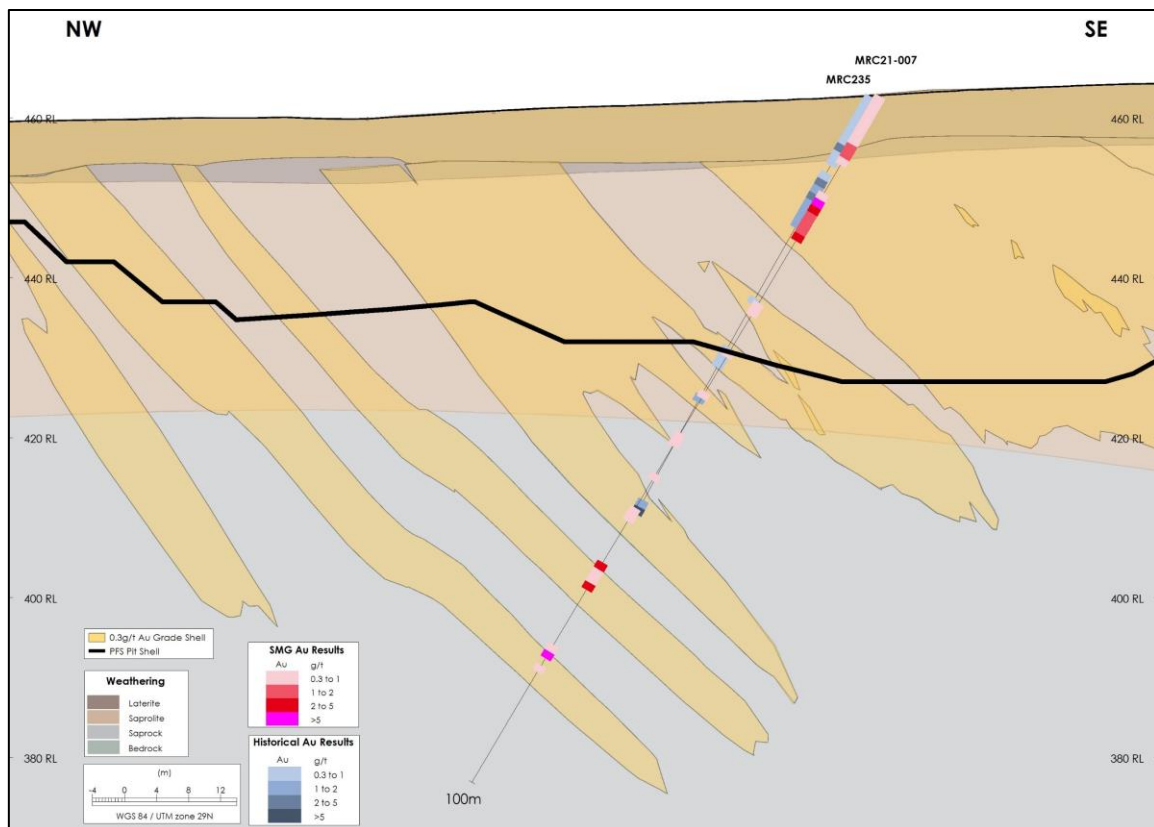 NW
SE
MRC21-007
MRC235
460 RL
460 RL
440 RL
440 RL
420 RL
420 RL
400 RL
400 RL
380 RL
380 RL
100m
0.3g/t Au Grade Shell
PFS Pit Shell
Weathering
Laterite
Saprolite
Saprock
Bedrock
(m)
-4 0 4 8 12
WGS 84 / UTM zone 29N
SMG Au Results
Au g/t
0.3 to 1
1 to 2
2 to 5
>5
Historical Au Results
Au g/t
0.3 to 1
1 to 2
2 to 5
>5